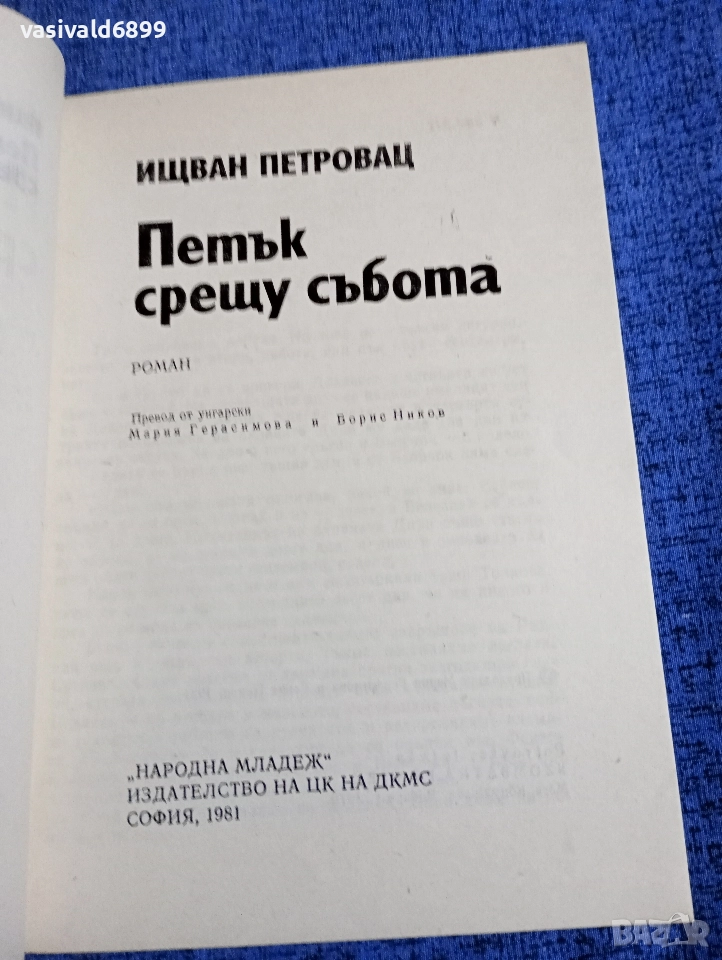 vasivald6899
ИЩВАН ПЕТРОВАЦ
Петък
срещу събота
РОМАН
Превод от унгарски
Мария Герасимова и Борис Ников
„НАРОДНА МЛАДЕЖ“
ИЗДАТЕЛСТВО НА ЦК НА ДКМС
СОФИЯ, 1981
BAZAR